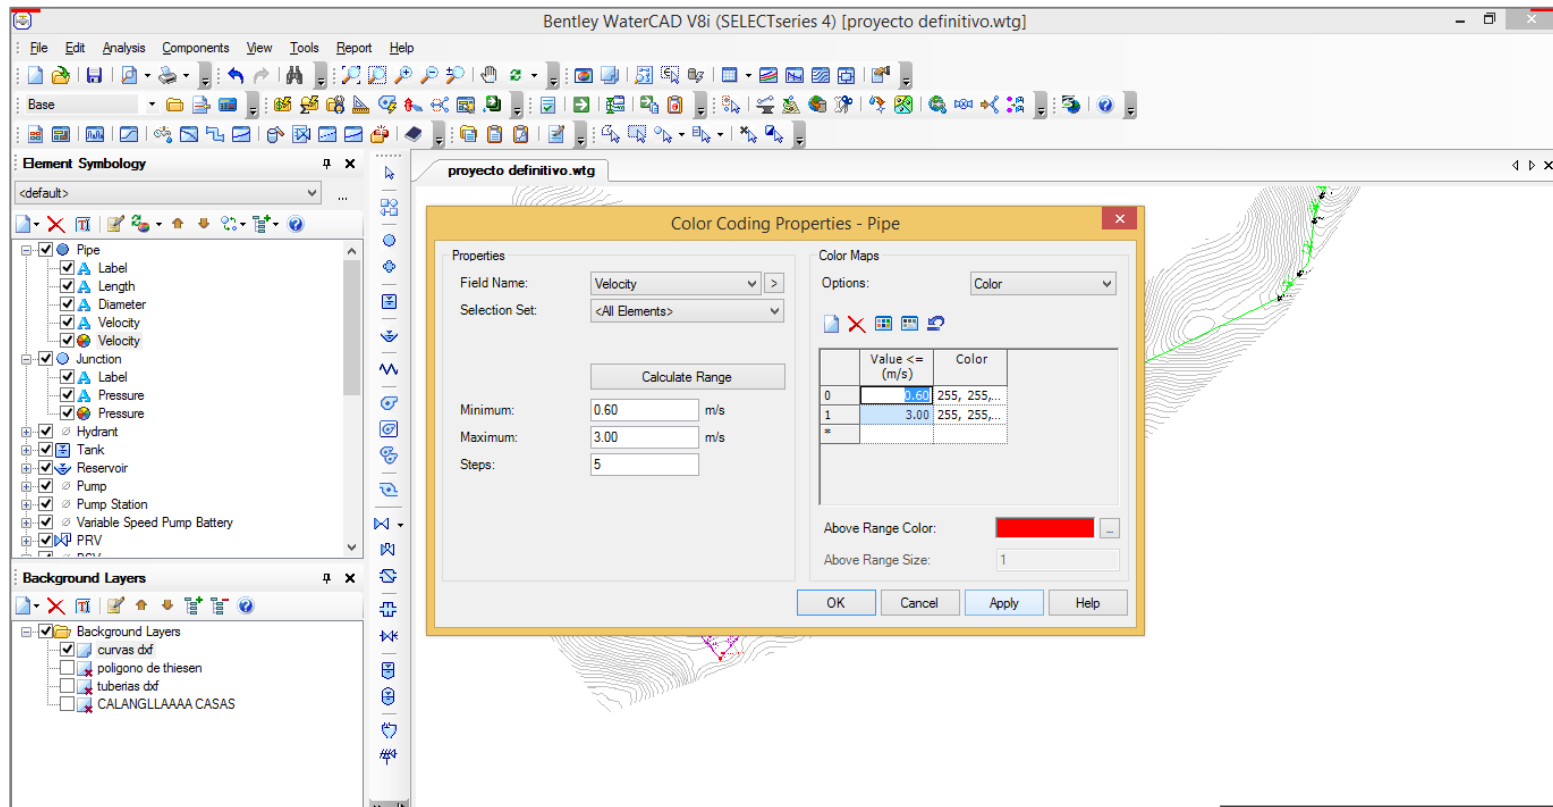 Bentley WaterCAD V8i (SELECTseries 4) [proyecto definitivo.wtg]
File Edit Analysis Components View Tools Report Help
Base
Element Symbology
<default>
...
Pipe
Label
Length
Diameter
Velocity
Velocity
Junction
Label
Pressure
Pressure
Hydrant
Tank
Reservoir
Pump
Pump Station
Variable Speed Pump Battery
PRV
Background Layers
Background Layers
curvas dxf
poligono de thiesen
tuberias dxf
CALANGLLAAAA CASAS
proyecto definitivo.wtg
Color Coding Properties - Pipe
Properties
Field Name: Velocity >
Selection Set: <All Elements>
Calculate Range
Minimum: 0.60 m/s
Maximum: 3.00 m/s
Steps: 5
Color Maps
Options: Color
Value <= (m/s) Color
0 0.60 255, 255,...
1 3.00 255, 255,...
*
Above Range Color: ...
Above Range Size: 1
OK Cancel Apply Help